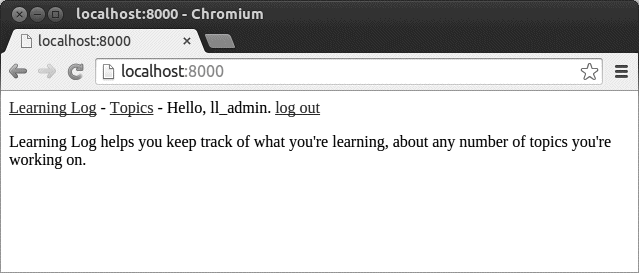 localhost:8000 - Chromium
localhost:8000
localhost:8000
Learning Log - Topics - Hello, ll_admin. log out
Learning Log helps you keep track of what you're learning, about any number of topics you're
working on.